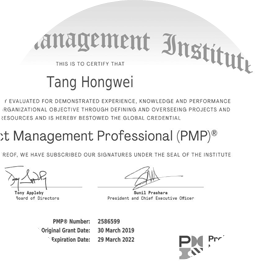 anagement Institute
THIS IS TO CERTIFY THAT
Tang Hongwei
Y EVALUATED FOR DEMONSTRATED EXPERIENCE, KNOWLEDGE AND PERFORMANCE
RGANIZATIONAL OBJECTIVE THROUGH DEFINING AND OVERSEEING PROJECTS AND
RESOURCES AND IS HEREBY BESTOWED THE GLOBAL CREDENTIAL
ct Management Professional (PMP)®
REOF, WE HAVE SUBSCRIBED OUR SIGNATURES UNDER THE SEAL OF THE INSTITUTE
Tony Appleby
Sunil Prashara
Board of Directors
President and Chief Executive Officer
PMP® Number: 2586599
Original Grant Date: 30 March 2019
Expiration Date: 29 March 2022
PM